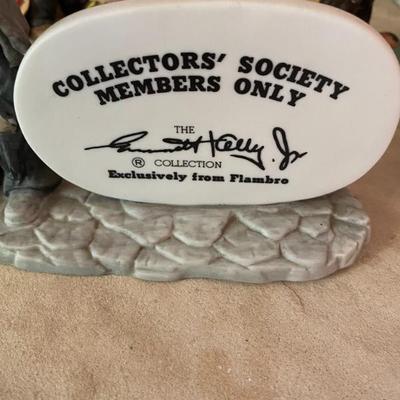 COLLECTORS' SOCIETY
MEMBERS ONLY
THE
Emmett Kelly, Jr
® COLLECTION
Exclusively from Flambro